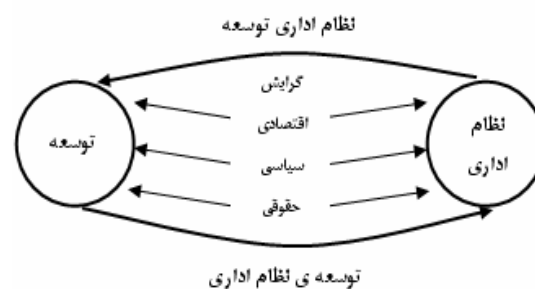 نظام اداری توسعه
گرایش
اقتصادی
سیاسی
حقوقی
نظام
اداری
توسعه
توسعه ی نظام اداری